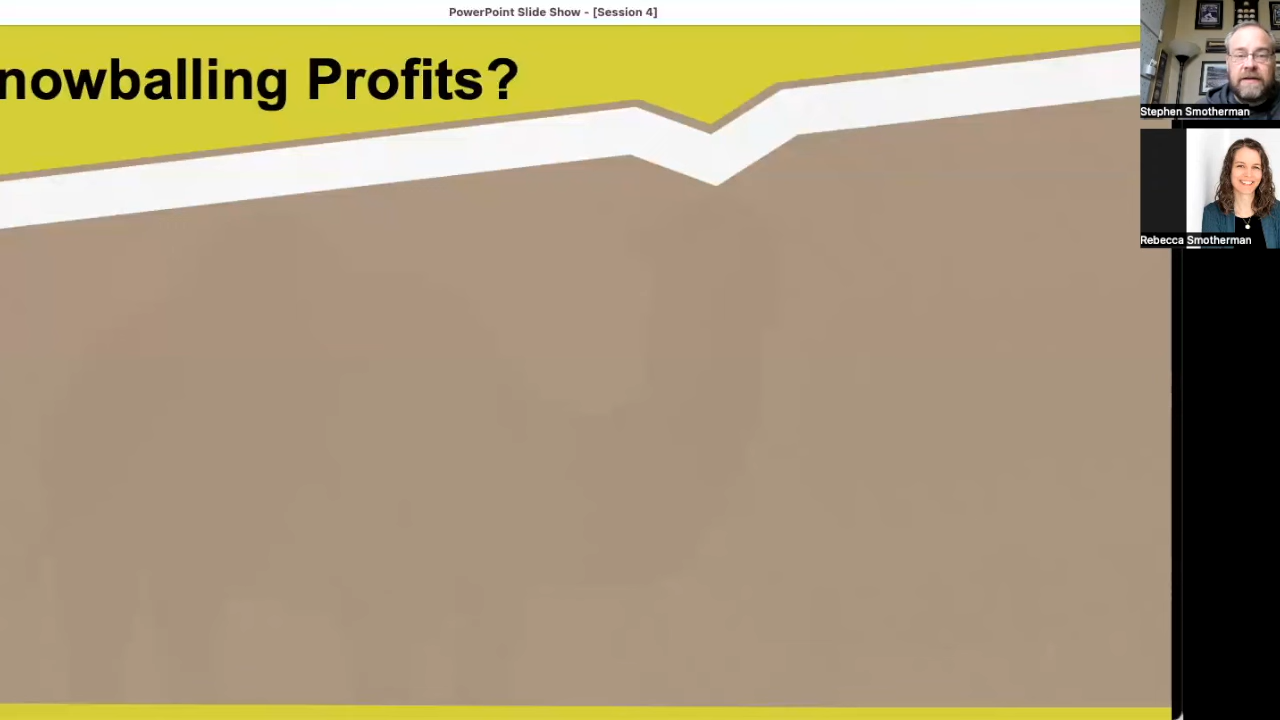 PowerPoint Slide Show - [Session 4]
nowballing Profits?
Stephen Smotherman
Rebecca Smotherman